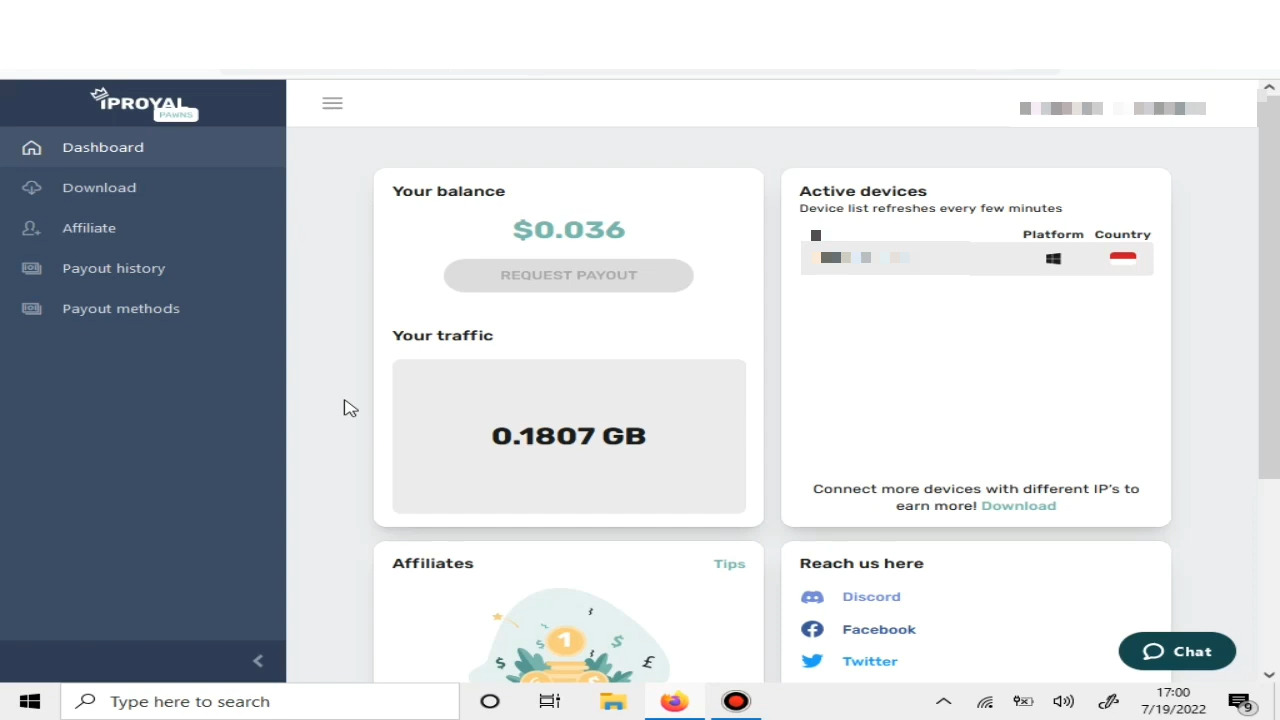 IPROYAL
PAWNS
Dashboard
Download
Affiliate
Payout history
Payout methods
Your balance
$0.036
REQUEST PAYOUT
Your traffic
0.1807 GB
Active devices
Device list refreshes every few minutes
Platform Country
Connect more devices with different IP's to
earn more! Download
Affiliates Tips
1
$
$
£
Reach us here
Discord
Facebook
Twitter
Chat
Type here to search
17:00
7/19/2022
9